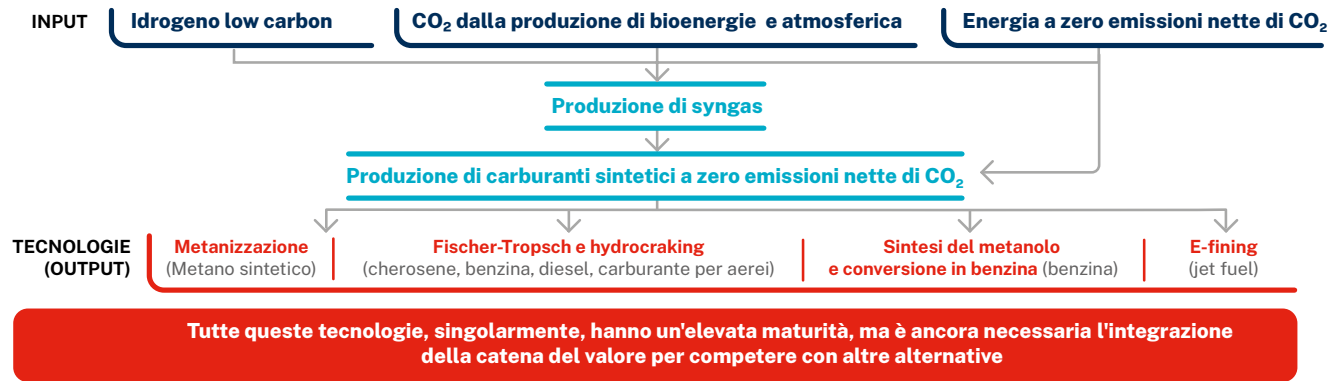 INPUT
Idrogeno low carbon
CO₂ dalla produzione di bioenergie e atmosferica
Energia a zero emissioni nette di CO₂
Produzione di syngas
Produzione di carburanti sintetici a zero emissioni nette di CO₂
TECNOLOGIE
(OUTPUT)
Metanizzazione
(Metano sintetico)
Fischer-Tropsch e hydrocraking
(cherosene, benzina, diesel, carburante per aerei)
Sintesi del metanolo
e conversione in benzina (benzina)
E-fining
(jet fuel)
Tutte queste tecnologie, singolarmente, hanno un'elevata maturità, ma è ancora necessaria l'integrazione
della catena del valore per competere con altre alternative